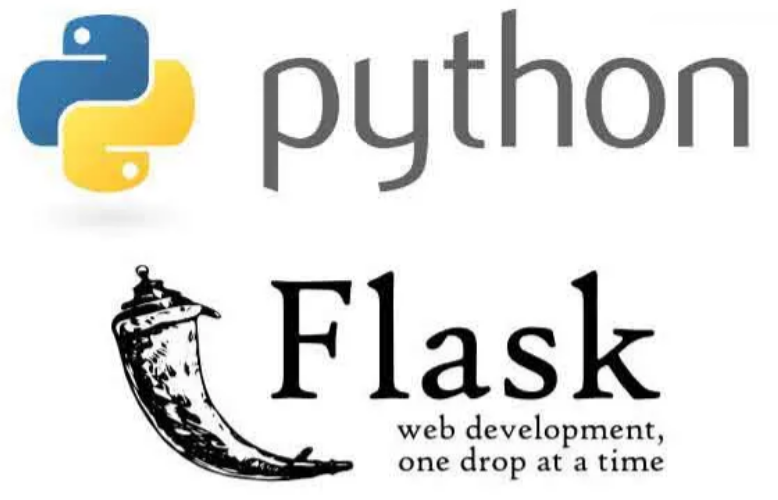 python
Flask
web development,
one drop at a time